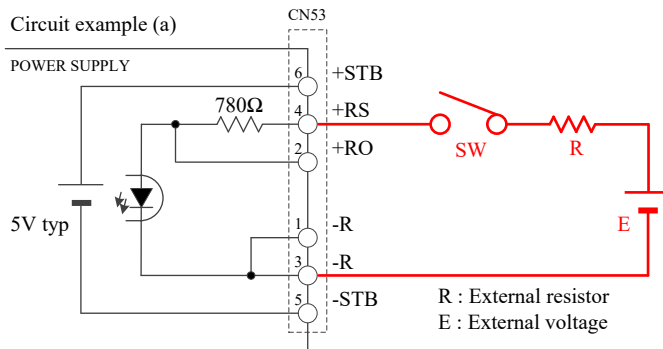 Circuit example (a)
CN53
POWER SUPPLY
6
+STB
780Ω
4
+RS
SW
R
2
+RO
5V typ
1
-R
E
3
-R
5
-STB
R : External resistor
E : External voltage